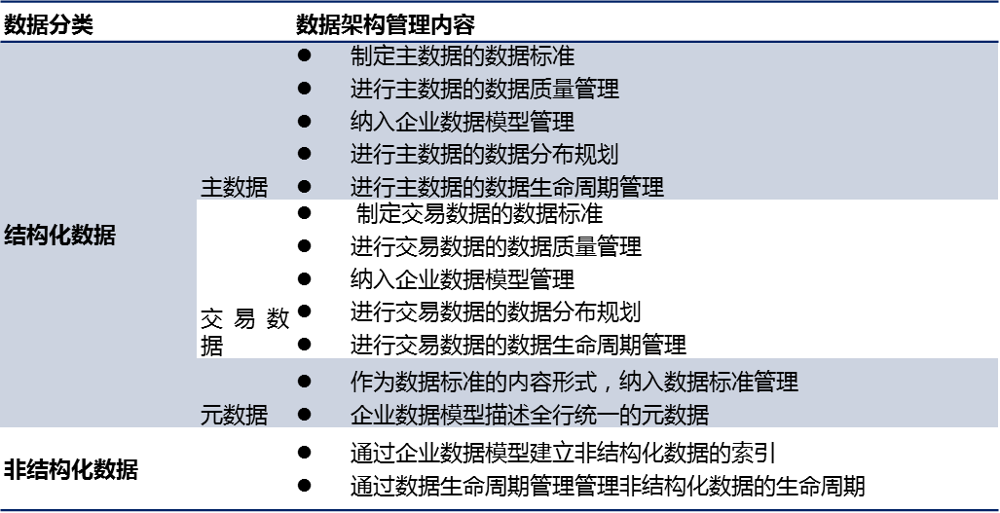 数据分类 数据架构管理内容
● 制定主数据的数据标准
● 进行主数据的数据质量管理
● 纳入企业数据模型管理
● 进行主数据的数据分布规划
主数据 ● 进行主数据的数据生命周期管理
● 制定交易数据的数据标准
结构化数据
● 进行交易数据的数据质量管理
● 纳入企业数据模型管理
交易数 ● 进行交易数据的数据分布规划
据 ● 进行交易数据的数据生命周期管理
● 作为数据标准的内容形式，纳入数据标准管理
元数据 ● 企业数据模型描述全行统一的元数据
● 通过企业数据模型建立非结构化数据的索引
非结构化数据
● 通过数据生命周期管理管理非结构化数据的生命周期